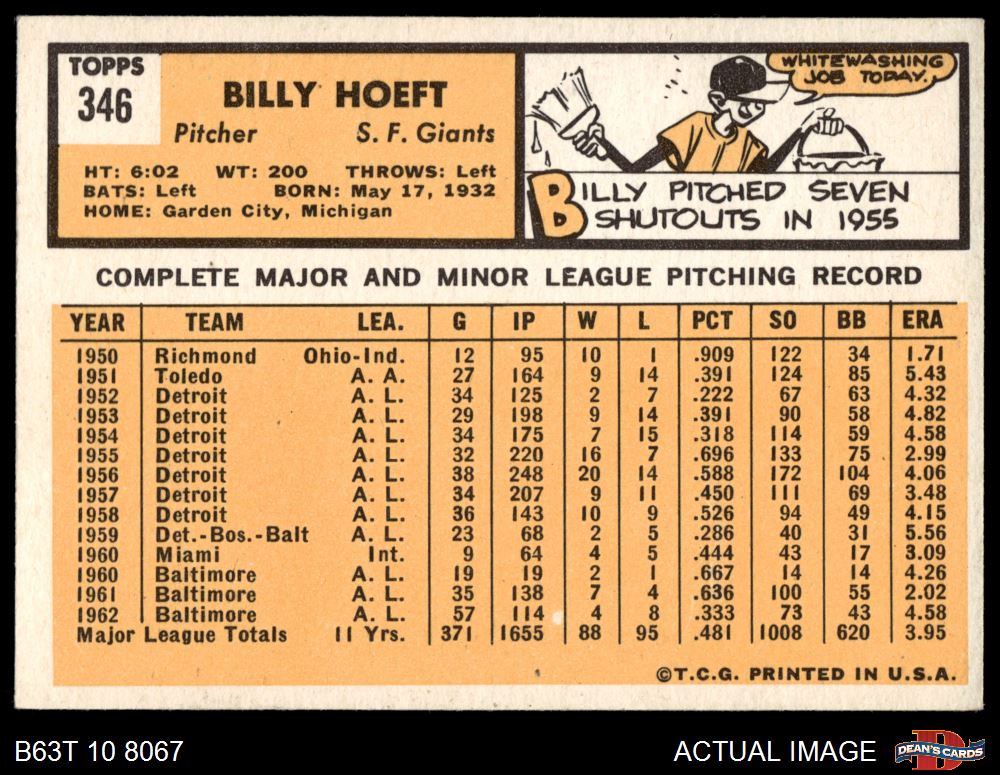 TOPPS
346
BILLY HOEFT
Pitcher S. F. Giants
HT: 6:02 WT: 200 THROWS: Left
BATS: Left BORN: May 17, 1932
HOME: Garden City, Michigan
WHITEWASHING
JOB TODAY.
BILLY PITCHED SEVEN
SHUTOUTS IN 1955
COMPLETE MAJOR AND MINOR LEAGUE PITCHING RECORD
YEAR TEAM LEA. G IP W L PCT SO BB ERA
1950 Richmond Ohio-Ind. 12 95 10 1 .909 122 34 1.71
1951 Toledo A. A. 27 164 9 14 .391 124 85 5.43
1952 Detroit A. L. 34 125 2 7 .222 67 63 4.32
1953 Detroit A. L. 29 198 9 14 .391 90 58 4.82
1954 Detroit A. L. 34 175 7 15 .318 114 59 4.58
1955 Detroit A. L. 32 220 16 7 .696 133 75 2.99
1956 Detroit A. L. 38 248 20 14 .588 172 104 4.06
1957 Detroit A. L. 34 207 9 11 .450 111 69 3.48
1958 Detroit A. L. 36 143 10 9 .526 94 49 4.15
1959 Det.-Bos.-Balt A. L. 23 68 2 5 .286 40 31 5.56
1960 Miami Int. 9 64 4 5 .444 43 17 3.09
1960 Baltimore A. L. 19 19 2 1 .667 14 14 4.26
1961 Baltimore A. L. 35 138 7 4 .636 100 55 2.02
1962 Baltimore A. L. 57 114 4 8 .333 73 43 4.58
Major League Totals 11 Yrs. 371 1655 88 95 .481 1008 620 3.95
©T.C.G. PRINTED IN U.S.A.
B63T 10 8067 ACTUAL IMAGE DEAN'S CARDS